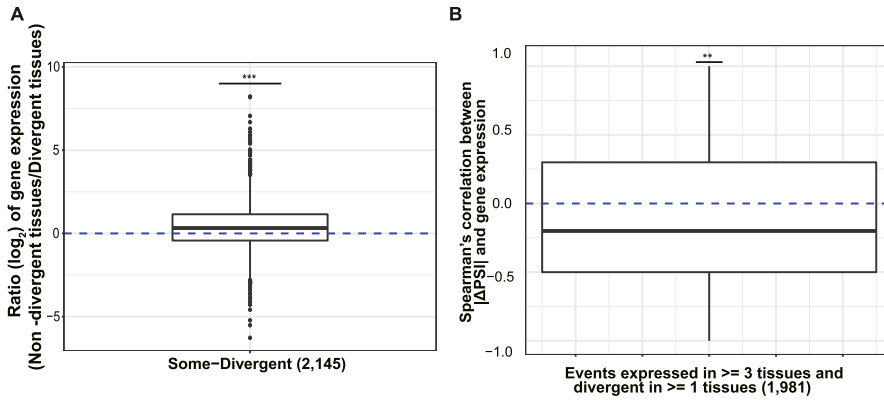 A
Ratio (log2) of gene expression
(Non -divergent tissues/Divergent tissues)
10
5
0
−5
***
Some−Divergent (2,145)
B
Spearman's correlation between
|ΔPSI| and gene expression
1.0
0.5
0.0
−0.5
−1.0
**
Events expressed in >= 3 tissues and
divergent in >= 1 tissues (1,981)